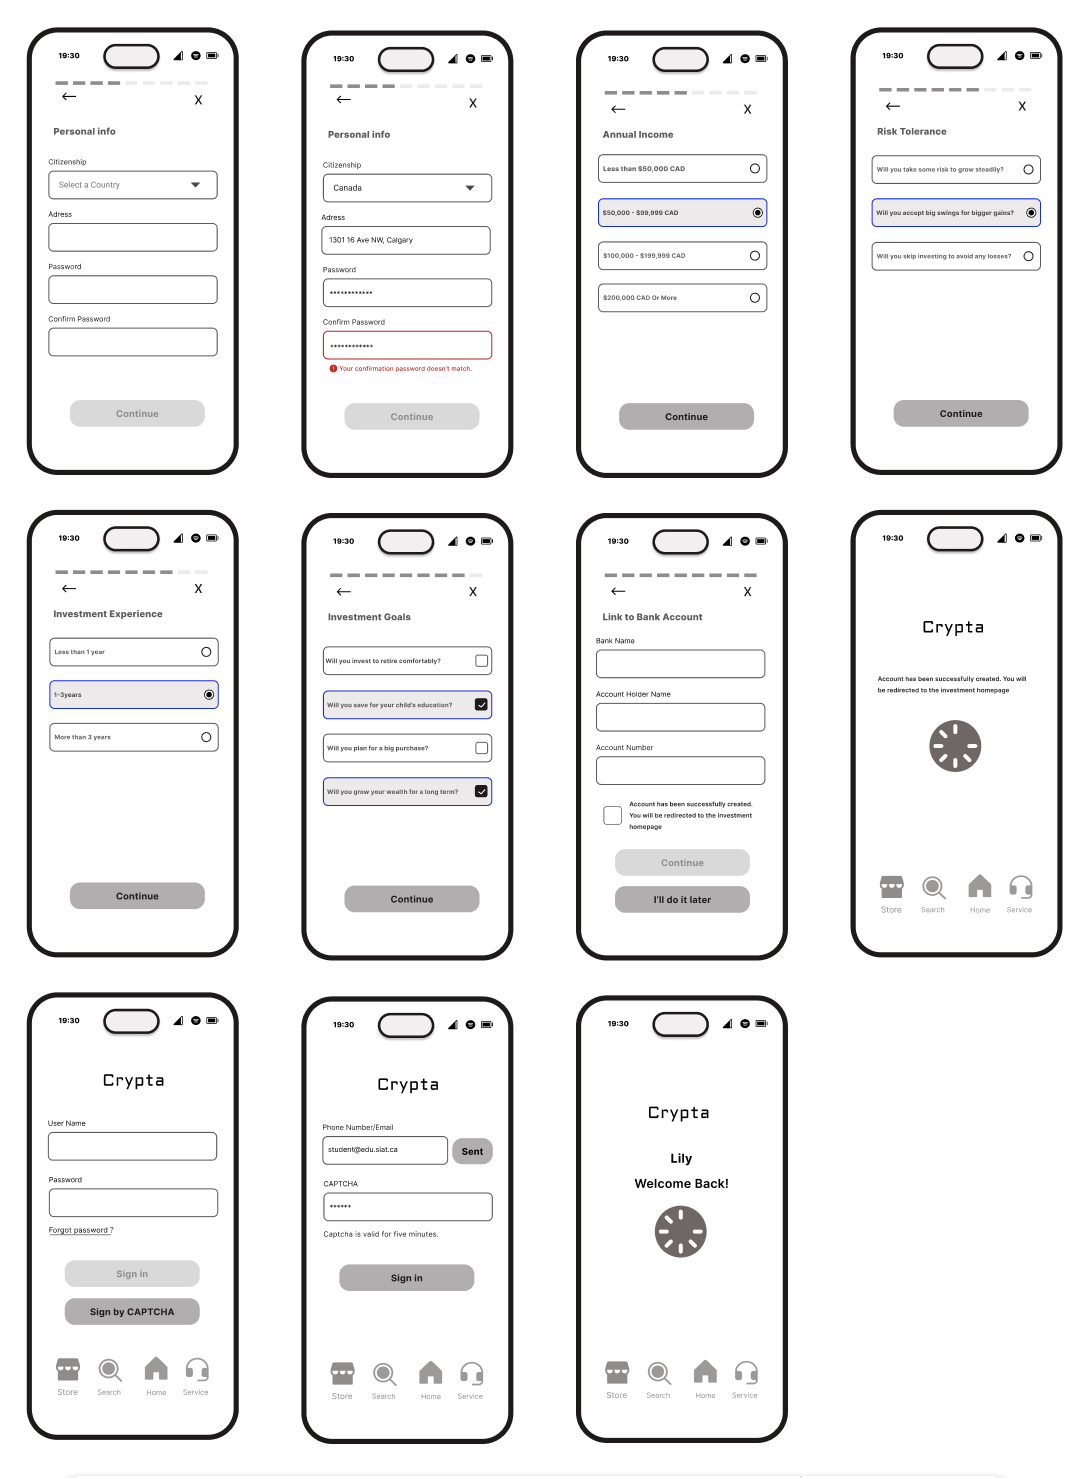 19:30
X
Personal info
Citizenship
Select a Country
Adress
Password
Confirm Password
Continue
19:30
X
Personal info
Citizenship
Canada
Adress
1301 16 Ave NW, Calgary
Password
************
Confirm Password
************
! Your confirmation password doesn't match.
Continue
19:30
X
Annual Income
Less than $50,000 CAD
$50,000 - $99,999 CAD
$100,000 - $199,999 CAD
$200,000 CAD Or More
Continue
19:30
X
Risk Tolerance
Will you take some risk to grow steadily?
Will you accept big swings for bigger gains?
Will you skip investing to avoid any losses?
Continue
19:30
X
Investment Experience
Less than 1 year
1-3years
More than 3 years
Continue
19:30
X
Investment Goals
Will you invest to retire comfortably?
Will you save for your child's education?
Will you plan for a big purchase?
Will you grow your wealth for a long term?
Continue
19:30
X
Link to Bank Account
Bank Name
Account Holder Name
Account Number
Account has been successfully created.
You will be redirected to the investment
homepage
Continue
I'll do it later
19:30
Crypta
Account has been successfully created. You will
be redirected to the investment homepage
Store Search Home Service
19:30
Crypta
User Name
Password
Forgot password ?
Sign in
Sign by CAPTCHA
Store Search Home Service
19:30
Crypta
Phone Number/Email
student@edu.siat.ca
Sent
CAPTCHA
******
Captcha is valid for five minutes.
Sign in
Store Search Home Service
19:30
Crypta
Lily
Welcome Back!
Store Search Home Service